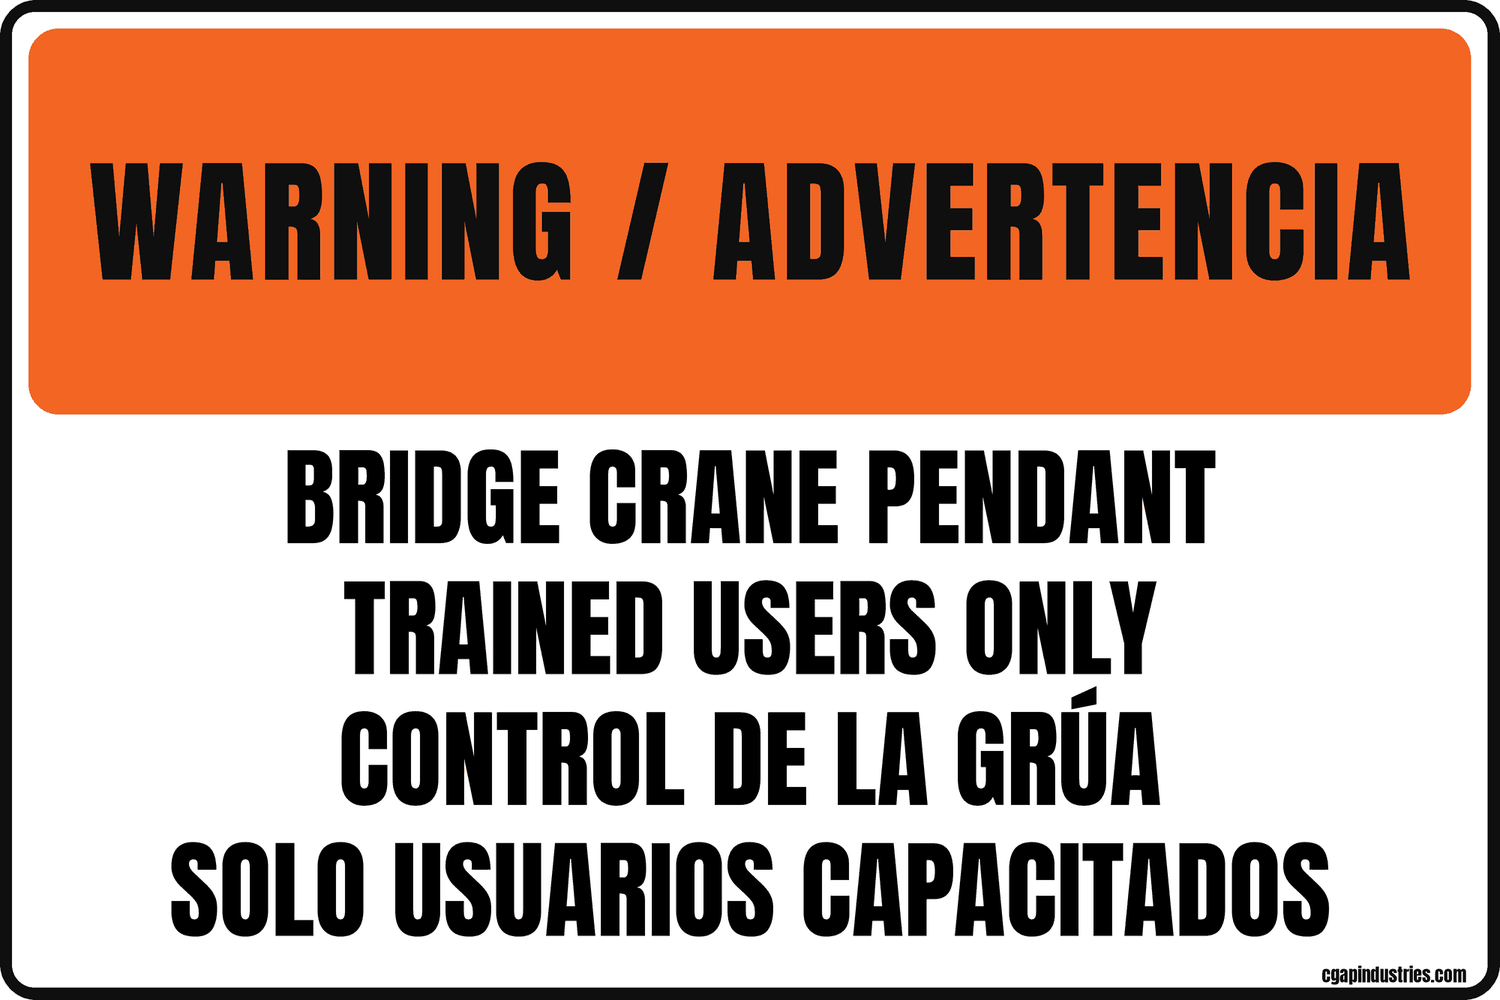 WARNING / ADVERTENCIA
BRIDGE CRANE PENDANT
TRAINED USERS ONLY
CONTROL DE LA GRÚA
SOLO USUARIOS CAPACITADOS
cgapindustries.com